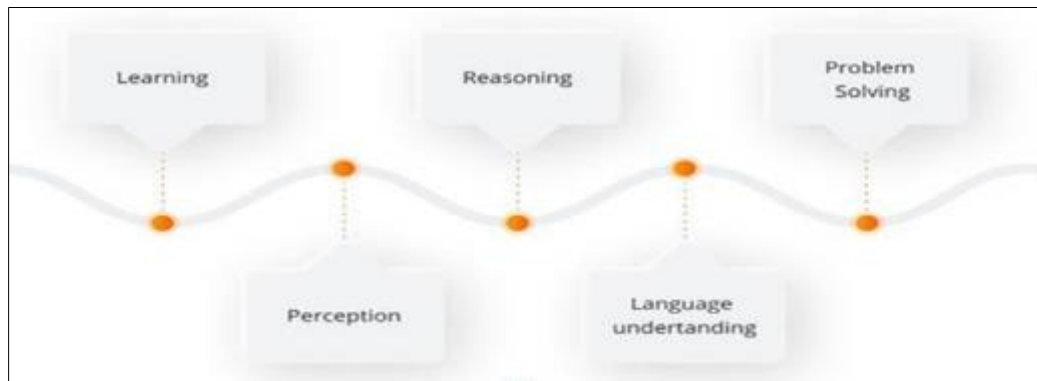 Learning
Reasoning
Problem
Solving
Perception
Language
undertanding